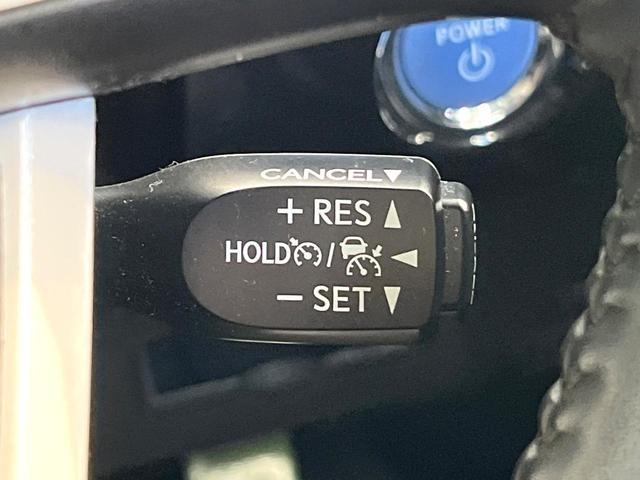 POWER
CANCEL▼
+ RES ▲
HOLD / ◀
− SET ▼